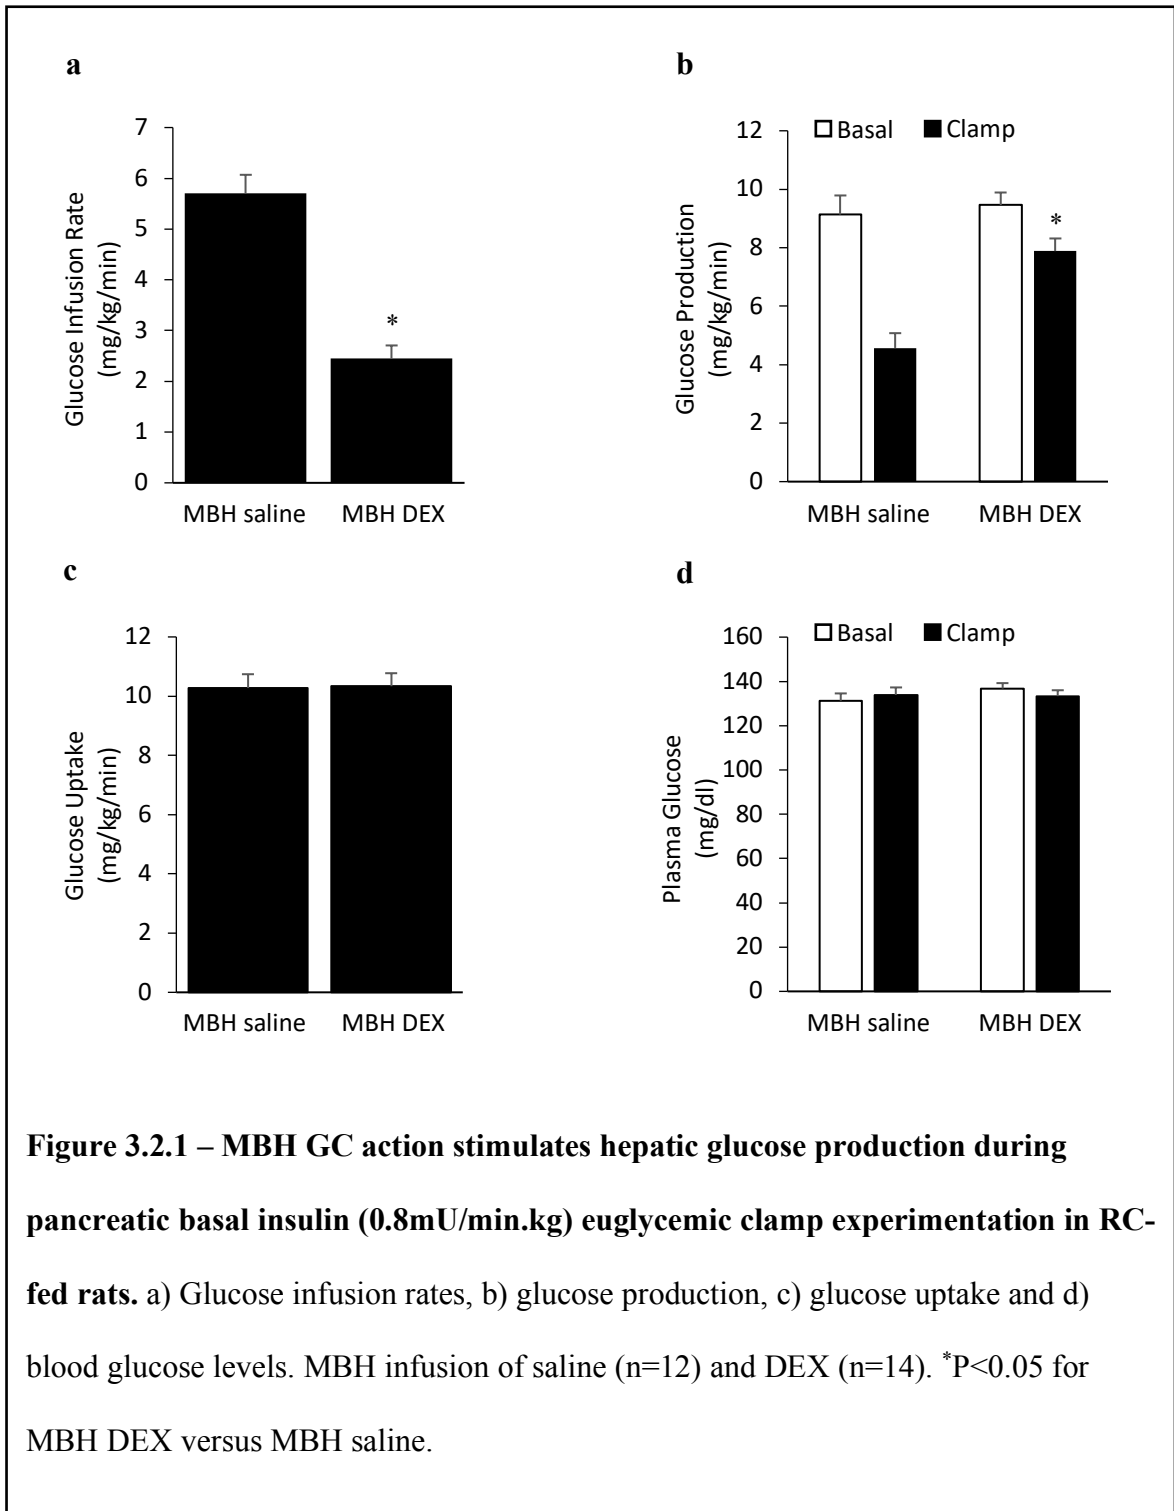 a
7
6
5
4
3
2
1
0
Glucose Infusion Rate
(mg/kg/min)
*
MBH saline MBH DEX
b
Basal Clamp
12
10
8
6
4
2
0
Glucose Production
(mg/kg/min)
*
MBH saline MBH DEX
c
12
10
8
6
4
2
0
Glucose Uptake
(mg/kg/min)
MBH saline MBH DEX
d
Basal Clamp
160
140
120
100
80
60
40
20
0
Plasma Glucose
(mg/dl)
MBH saline MBH DEX
Figure 3.2.1 – MBH GC action stimulates hepatic glucose production during
pancreatic basal insulin (0.8mU/min.kg) euglycemic clamp experimentation in RC-
fed rats. a) Glucose infusion rates, b) glucose production, c) glucose uptake and d)
blood glucose levels. MBH infusion of saline (n=12) and DEX (n=14). *P<0.05 for
MBH DEX versus MBH saline.